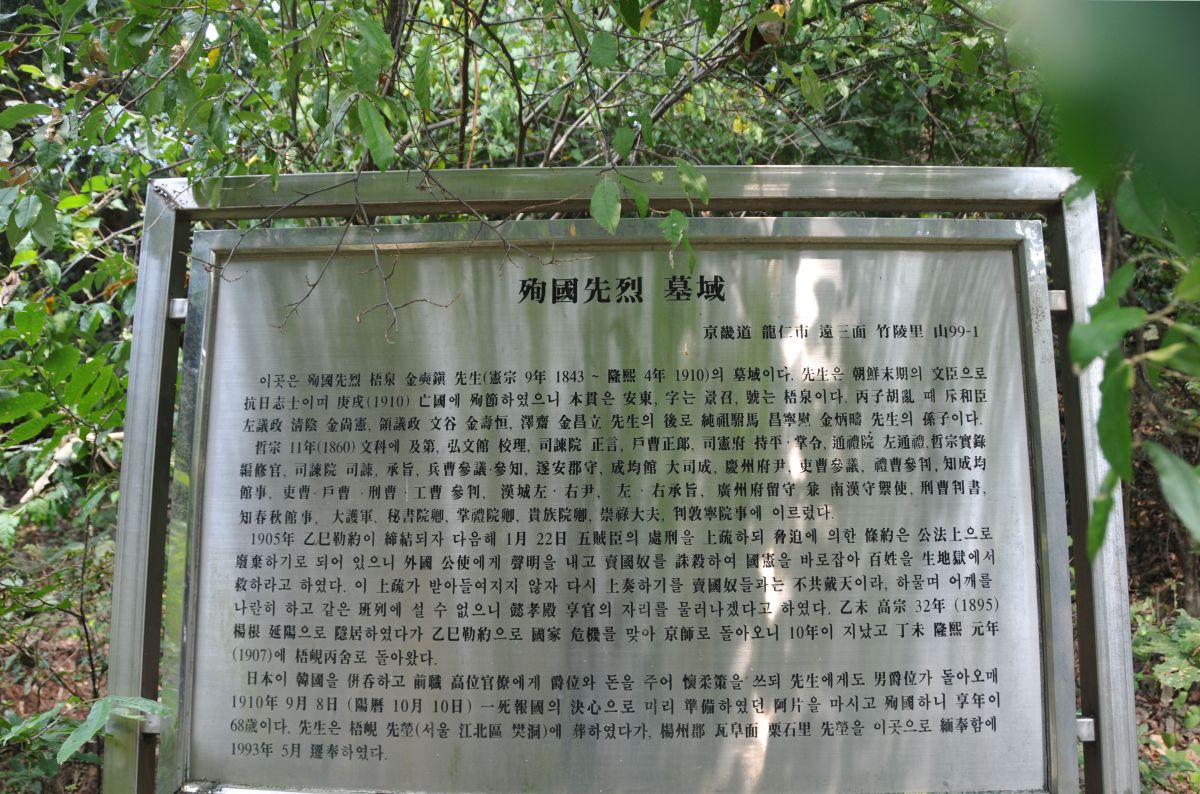 殉國先烈 墓域
京畿道 龍仁市 遠三面 竹陵里 山99-1
이곳은 殉國先烈 梧泉 金奭鎭 先生(憲宗 9年 1843 ~ 隆熙 4年 1910)의 墓域이다. 先生은 朝鮮末期의 文臣으로
抗日志士이며 庚戌(1910) 亡國에 殉節하였으니 本貫은 安東, 字는 景召, 號는 梧泉이다. 丙子胡亂 때 斥和臣
左議政 淸陰 金尙憲, 領議政 文谷 金壽恒, 澤齋 金昌立 先生의 後로 純祖駙馬 昌寧慰 金炳疇 先生의 孫子이다.
哲宗 11年(1860) 文科에 及第, 弘文館 校理, 司諫院 正言, 戶曹正郎, 司憲府 持平·掌令, 通禮院 左通禮, 哲宗實錄
編修官, 司諫院 司諫, 承旨, 兵曹參議·參知, 遂安郡守, 成均館 大司成, 慶州府尹, 吏曹參議, 禮曹參判, 知成均
館事, 吏曹·戶曹·刑曹·工曹 參判, 漢城左·右尹, 左·右承旨, 廣州府留守 兼 南漢守禦使, 刑曹判書,
知春秋館事, 大護軍, 秘書院卿, 掌禮院卿, 貴族院卿, 崇祿大夫, 判敦寧院事에 이르렀다.
1905年 乙巳勒約이 締結되자 다음해 1月 22日 五賊臣의 處刑을 上疏하되 脅迫에 의한 條約은 公法上으로
廢棄하기로 되어 있으니 外國 公使에게 聲明을 내고 賣國奴를 誅殺하여 國憲을 바로잡아 百姓을 生地獄에서
救하라고 하였다. 이 上疏가 받아들여지지 않자 다시 上奏하기를 賣國奴들과는 不共戴天이라, 하물며 어깨를
나란히 하고 같은 班列에 설 수 없으니 懿孝殿 享官의 자리를 물러나겠다고 하였다. 乙未 高宗 32年 (1895)
楊根 延陽으로 隱居하였다가 乙巳勒約으로 國家 危機를 맞아 京師로 돌아오니 10年이 지났고 丁未 隆熙 元年
(1907)에 梧峴丙舍로 돌아왔다.
日本이 韓國을 倂呑하고 前職 高位官僚에게 爵位와 돈을 주어 懷柔策을 쓰되 先生에게도 男爵位가 돌아오매
1910年 9月 8日 (陽曆 10月 10日) 一死報國의 決心으로 미리 準備하였던 阿片을 마시고 殉國하니 享年이
68歲이다. 先生은 梧峴 先塋(서울 江北區 樊洞)에 葬하였다가, 楊州郡 瓦阜面 栗石里 先塋을 이곳으로 緬奉함에
1993年 5月 遷奉하였다.